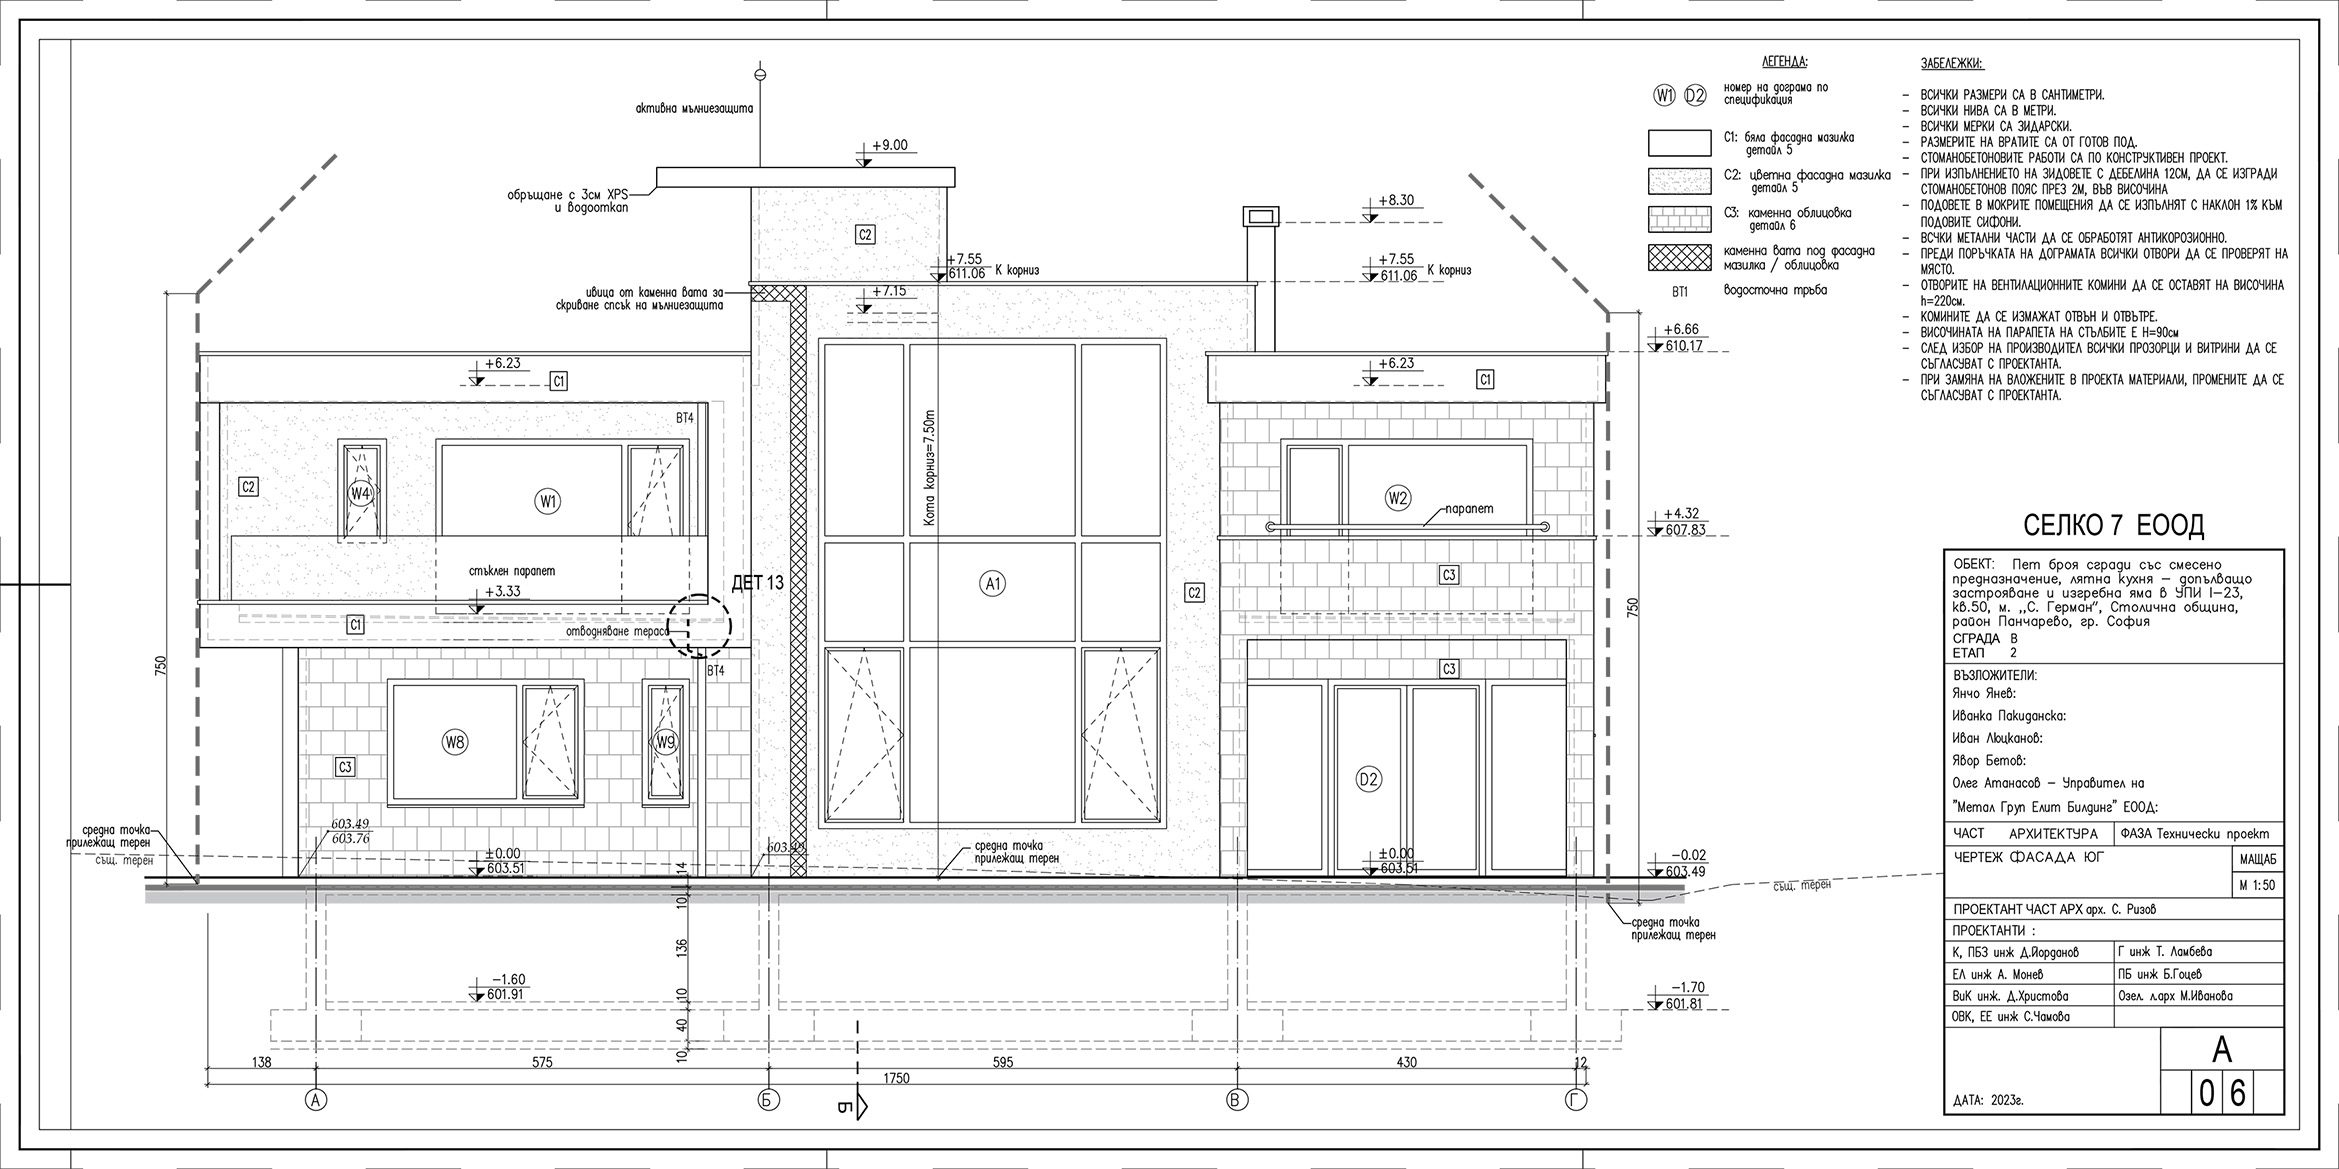 ЛЕГЕНДА:
W1 D2
номер на дограма по
спецификация
C1: бяла фасадна мазилка
детайл 5
C2: цветна фасадна мазилка
детайл 5
C3: каменна облицовка
детайл 6
каменна вата под фасадна
мазилка / облицовка
ВТ1 водосточна тръба
ЗАБЕЛЕЖКИ:
– ВСИЧКИ РАЗМЕРИ СА В САНТИМЕТРИ.
– ВСИЧКИ НИВА СА В МЕТРИ.
– ВСИЧКИ МЕРКИ СА ЗИДАРСКИ.
– РАЗМЕРИТЕ НА ВРАТИТЕ СА ОТ ГОТОВ ПОД.
– СТОМАНОБЕТОНОВИТЕ РАБОТИ СА ПО КОНСТРУКТИВЕН ПРОЕКТ.
– ПРИ ИЗПЪЛНЕНИЕТО НА ЗИДОВЕТЕ С ДЕБЕЛИНА 12СМ, ДА СЕ ИЗГРАДИ
СТОМАНОБЕТОНОВ ПОЯС ПРЕЗ 2М, ВЪВ ВИСОЧИНА
– ПОДОВЕТЕ В МОКРИТЕ ПОМЕЩЕНИЯ ДА СЕ ИЗПЪЛНЯТ С НАКЛОН 1% КЪМ
ПОДОВИТЕ СИФОНИ.
– ВСЧКИ МЕТАЛНИ ЧАСТИ ДА СЕ ОБРАБОТЯТ АНТИКОРОЗИОННО.
– ПРЕДИ ПОРЪЧКАТА НА ДОГРАМАТА ВСИЧКИ ОТВОРИ ДА СЕ ПРОВЕРЯТ НА
МЯСТО.
– ОТВОРИТЕ НА ВЕНТИЛАЦИОННИТЕ КОМИНИ ДА СЕ ОСТАВЯТ НА ВИСОЧИНА
h=220см.
– КОМИНИТЕ ДА СЕ ИЗМАЖАТ ОТВЪН И ОТВЪТРЕ.
– ВИСОЧИНАТА НА ПАРАПЕТА НА СТЪЛБИТЕ Е H=90см
– СЛЕД ИЗБОР НА ПРОИЗВОДИТЕЛ ВСИЧКИ ПРОЗОРЦИ И ВИТРИНИ ДА СЕ
СЪГЛАСУВАТ С ПРОЕКТАНТА.
– ПРИ ЗАМЯНА НА ВЛОЖЕНИТЕ В ПРОЕКТА МАТЕРИАЛИ, ПРОМЕНИТЕ ДА СЕ
СЪГЛАСУВАТ С ПРОЕКТАНТА.
активна мълниезащита
+9.00
обръщане с 3см XPS
и водооткап
C2
+8.30
+7.55
611.06 К корниз
+7.55
611.06 К корниз
ивица от каменна вата за
скриване спсък на мълниезащита
+7.15
+6.66
610.17
+6.23
C1
+6.23
C1
ВТ4
Кота корниз=7.50m
C2
W4
W1
W2
парапет
+4.32
607.83
стъклен парапет
ДЕТ 13
A1
C2
C3
+3.33
C1
отводняване тераса
750
750
ВТ4
C3
W8
W9
C3
D2
603.49
603.76
средна точка
прилежащ терен
същ. терен
603.49
средна точка
прилежащ терен
±0.00
603.51
±0.00
603.51
–0.02
603.49
същ. терен
средна точка
прилежащ терен
14
10
136
10
40
10
–1.60
601.91
–1.70
601.81
138 575 595 430 12
1750
А Б В Г
Б
СЕЛКО 7 ЕООД
ОБЕКТ: Пет броя сгради със смесено
предназначение, лятна кухня – допълващо
застрояване и изгребна яма в УПИ I–23,
кв.50, м. ,,С. Герман", Столична община,
район Панчарево, гр. София
СГРАДА В
ЕТАП 2
ВЪЗЛОЖИТЕЛИ:
Янчо Янев:
Иванка Пакиданска:
Иван Люцканов:
Явор Бетов:
Олег Атанасов – Управител на
"Метал Груп Елит Билдинг" ЕООД:
ЧАСТ АРХИТЕКТУРА ФАЗА Технически проект
ЧЕРТЕЖ ФАСАДА ЮГ МАЩАБ
М 1:50
ПРОЕКТАНТ ЧАСТ АРХ арх. С. Ризов
ПРОЕКТАНТИ :
К, ПБЗ инж Д.Йорданов Г инж Т. Ламбева
ЕЛ инж А. Монев ПБ инж Б.Гоцев
ВиК инж. Д.Христова Озел. л.арх М.Иванова
ОВК, ЕЕ инж С.Чамова
А
06
ДАТА: 2023г.